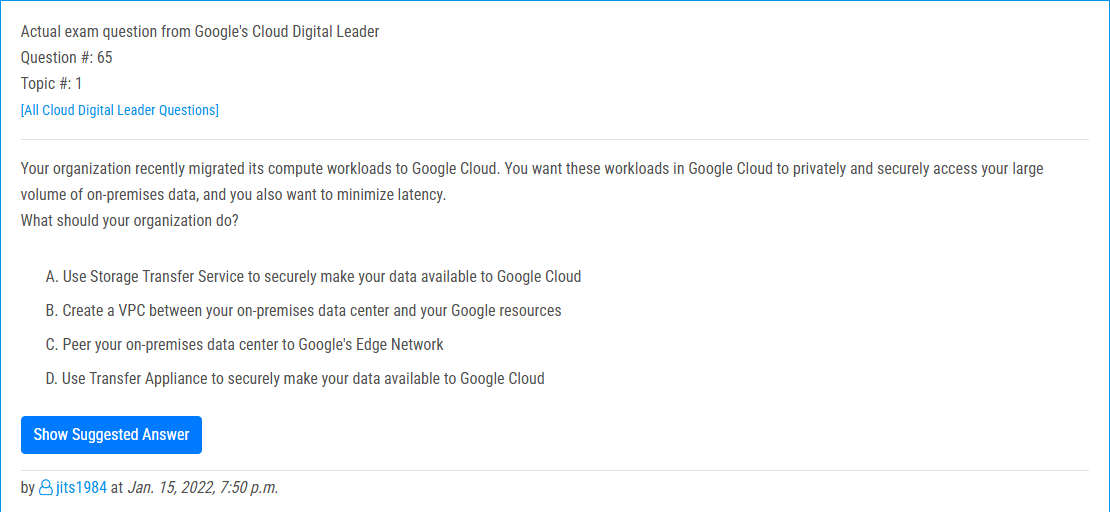 Actual exam question from Google's Cloud Digital Leader
Question #: 65
Topic #: 1
[All Cloud Digital Leader Questions]
Your organization recently migrated its compute workloads to Google Cloud. You want these workloads in Google Cloud to privately and securely access your large
volume of on-premises data, and you also want to minimize latency.
What should your organization do?
A. Use Storage Transfer Service to securely make your data available to Google Cloud
B. Create a VPC between your on-premises data center and your Google resources
C. Peer your on-premises data center to Google's Edge Network
D. Use Transfer Appliance to securely make your data available to Google Cloud
Show Suggested Answer
by jits1984 at Jan. 15, 2022, 7:50 p.m.